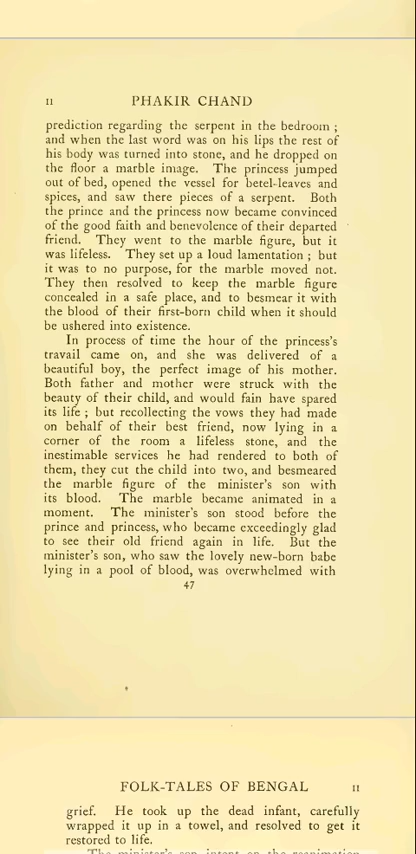 II PHAKIR CHAND
prediction regarding the serpent in the bedroom ;
and when the last word was on his lips the rest of
his body was turned into stone, and he dropped on
the floor a marble image. The princess jumped
out of bed, opened the vessel for betel-leaves and
spices, and saw there pieces of a serpent. Both
the prince and the princess now became convinced
of the good faith and benevolence of their departed
friend. They went to the marble figure, but it
was lifeless. They set up a loud lamentation ; but
it was to no purpose, for the marble moved not.
They then resolved to keep the marble figure
concealed in a safe place, and to besmear it with
the blood of their first-born child when it should
be ushered into existence.
In process of time the hour of the princess's
travail came on, and she was delivered of a
beautiful boy, the perfect image of his mother.
Both father and mother were struck with the
beauty of their child, and would fain have spared
its life ; but recollecting the vows they had made
on behalf of their best friend, now lying in a
corner of the room a lifeless stone, and the
inestimable services he had rendered to both of
them, they cut the child into two, and besmeared
the marble figure of the minister's son with
its blood. The marble became animated in a
moment. The minister's son stood before the
prince and princess, who became exceedingly glad
to see their old friend again in life. But the
minister's son, who saw the lovely new-born babe
lying in a pool of blood, was overwhelmed with
47
FOLK-TALES OF BENGAL II
grief. He took up the dead infant, carefully
wrapped it up in a towel, and resolved to get it
restored to life.
The minister's son intent on the reanimation